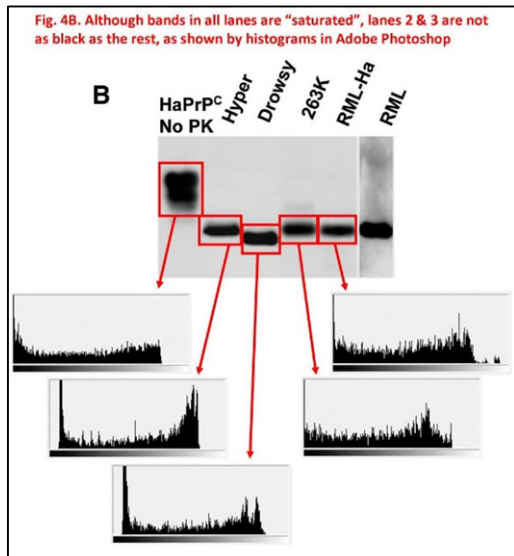 Fig. 4B. Although bands in all lanes are “saturated”, lanes 2 & 3 are not
as black as the rest, as shown by histograms in Adobe Photoshop
B
HaPrPC
No PK
Hyper
Drowsy
263K
RML-Ha
RML